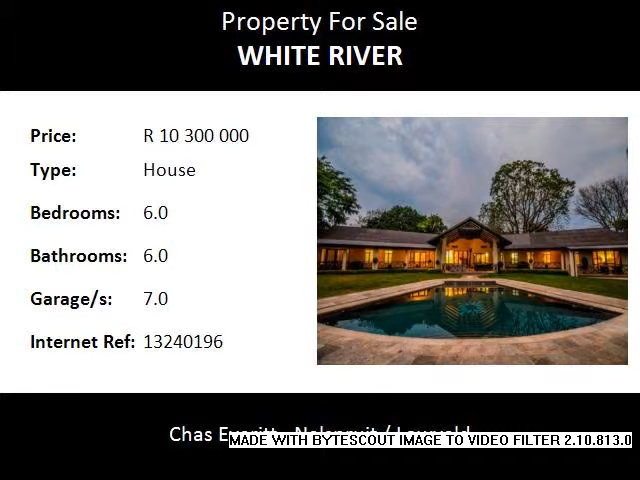 Property For Sale
WHITE RIVER
Price: R 10 300 000
Type: House
Bedrooms: 6.0
Bathrooms: 6.0
Garage/s: 7.0
Internet Ref: 13240196
Chas
MADE WITH BYTESCOUT IMAGE TO VIDEO FILTER 2.10.813.0